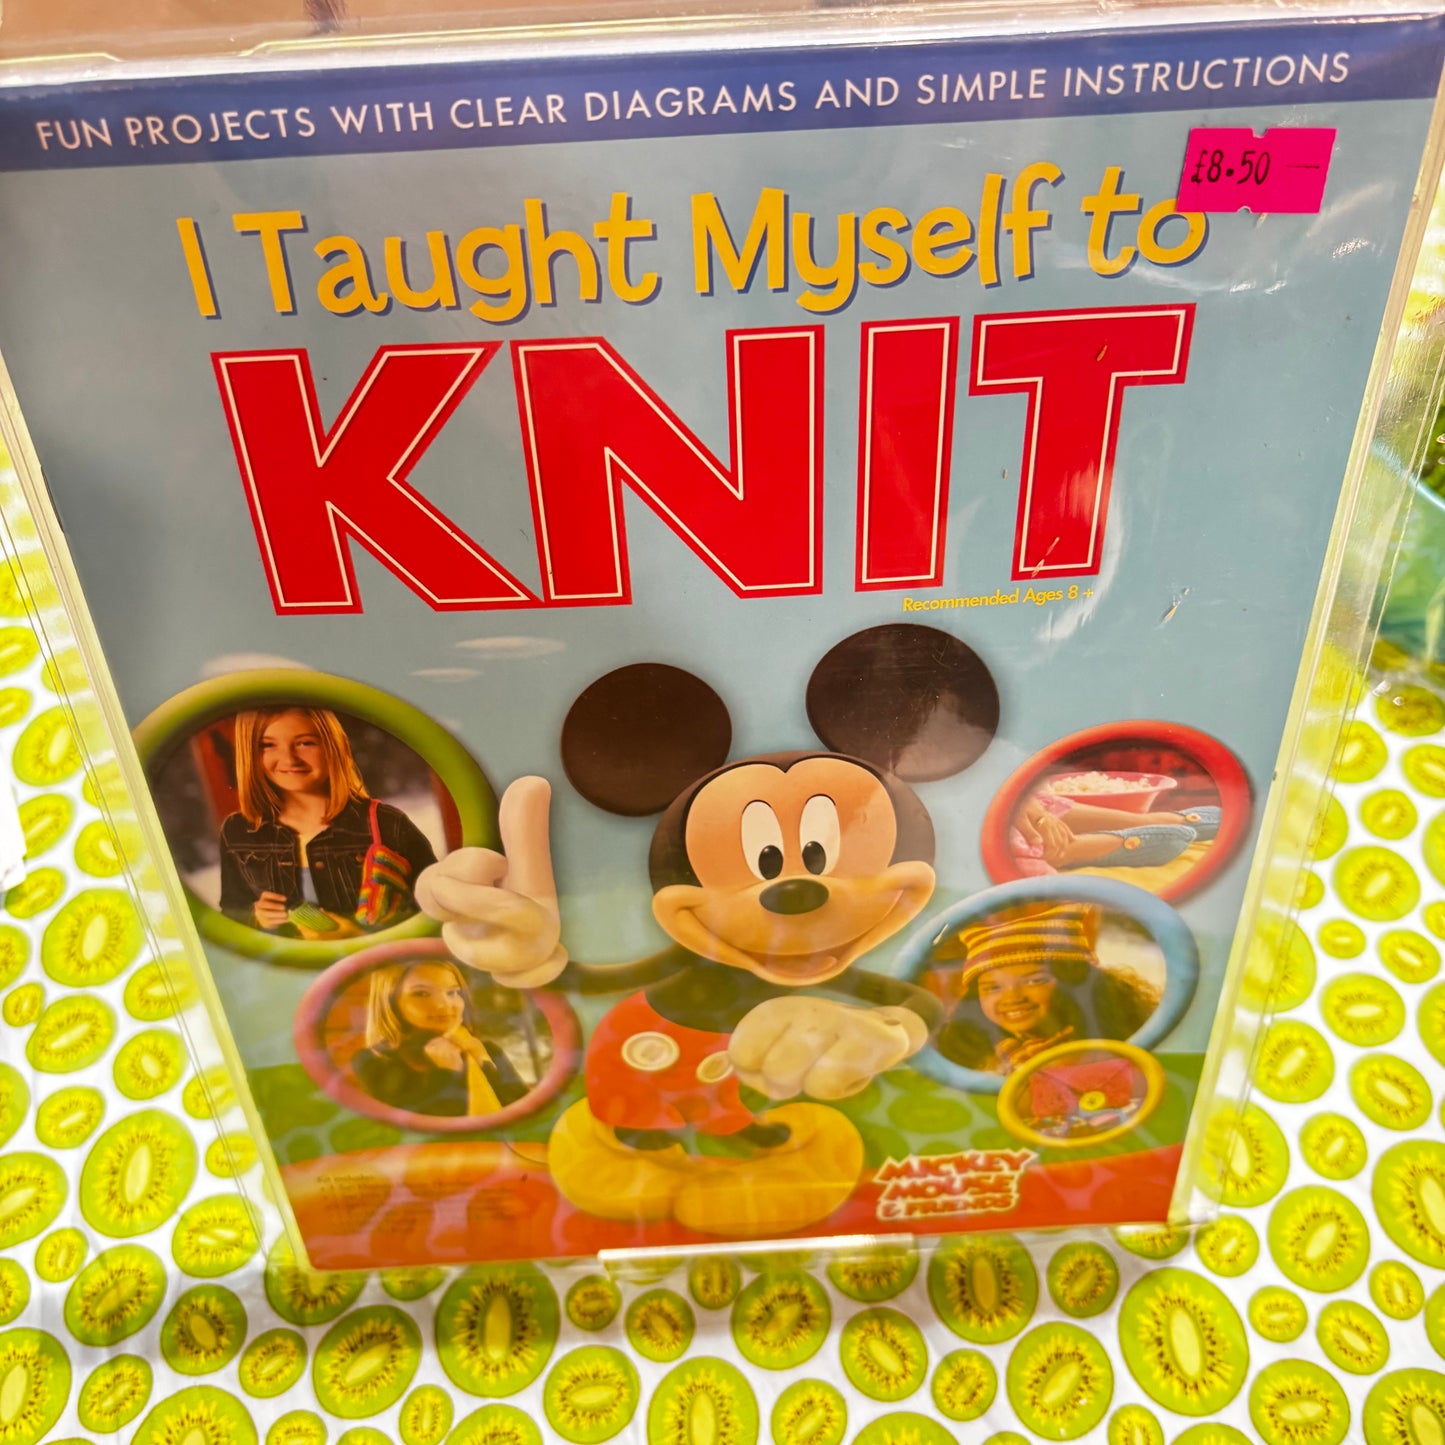 FUN PROJECTS WITH CLEAR DIAGRAMS AND SIMPLE INSTRUCTIONS
£8.50
I Taught Myself to
KNIT
Recommended Ages 8 +
MICKEY
MOUSE
& FRIENDS